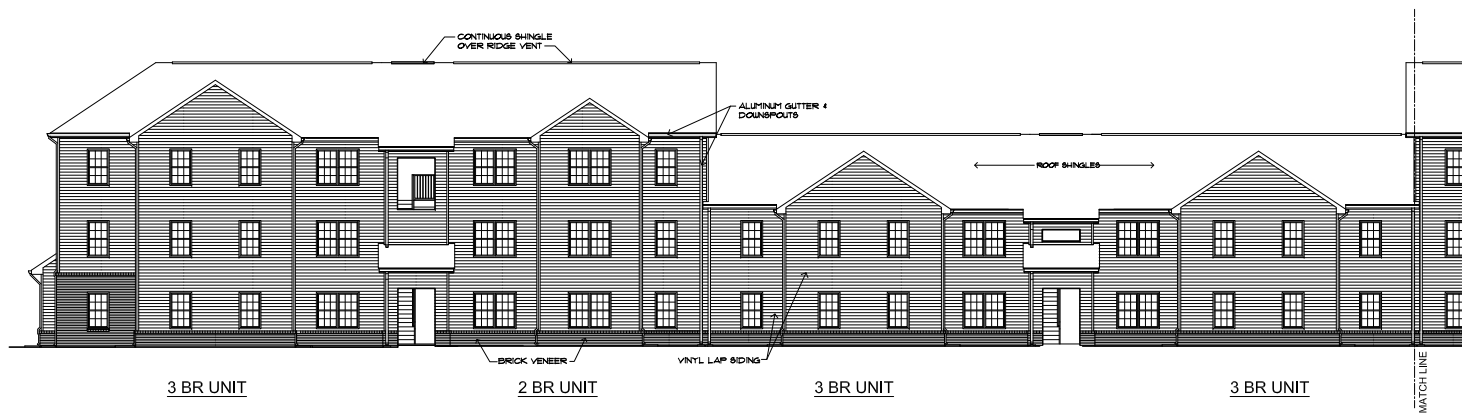 CONTINUOUS SHINGLE
OVER RIDGE VENT
ALUMINUM GUTTER &
DOWNSPOUTS
ROOF SHINGLES
BRICK VENEER
VINYL LAP SIDING
3 BR UNIT
2 BR UNIT
3 BR UNIT
3 BR UNIT
MATCH LINE